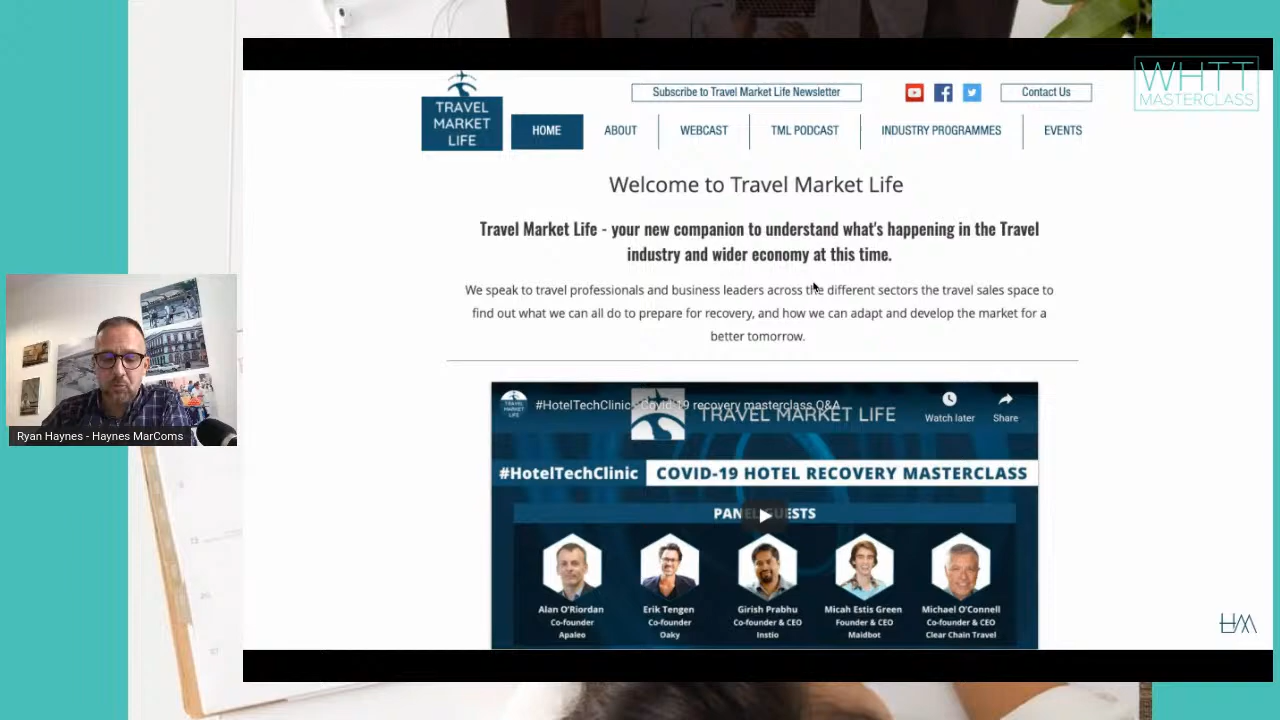 WHTT
MASTERCLASS
TRAVEL
MARKET
LIFE
Subscribe to Travel Market Life Newsletter
Contact Us
HOME
ABOUT
WEBCAST
TML PODCAST
INDUSTRY PROGRAMMES
EVENTS
Welcome to Travel Market Life
Travel Market Life - your new companion to understand what's happening in the Travel
industry and wider economy at this time.
We speak to travel professionals and business leaders across the different sectors the travel sales space to
find out what we can all do to prepare for recovery, and how we can adapt and develop the market for a
better tomorrow.
TRAVEL
MARKET
LIFE
#HotelTechClinic - Covid-19 recovery masterclass Q&A
TRAVEL MARKET LIFE
Watch later
Share
#HotelTechClinic
COVID-19 HOTEL RECOVERY MASTERCLASS
PANEL GUESTS
Alan O'Riordan
Co-founder
Apaleo
Erik Tengen
Co-founder
Oaky
Girish Prabhu
Co-founder & CEO
Instio
Micah Estis Green
Founder & CEO
Maidbot
Michael O'Connell
Co-founder & CEO
Clear Chain Travel
Ryan Haynes - Haynes MarComs
HM